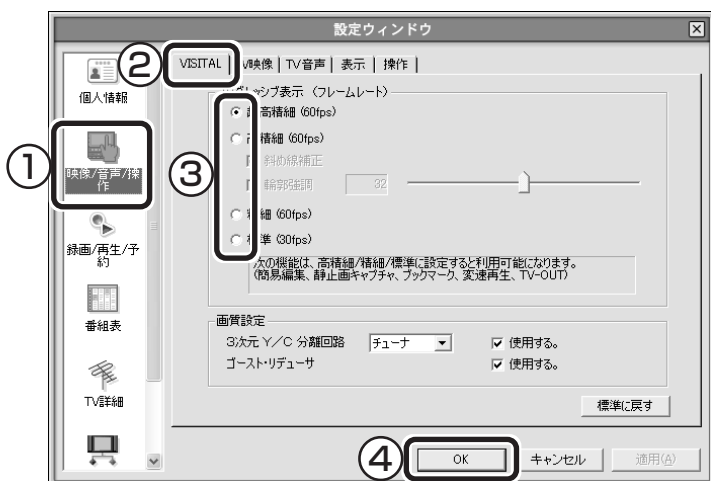 設定ウィンドウ
②
VISITAL
映像
TV音声
表示
操作
個人情報
①
映像/音声/操
作
録画/再生/予
約
番組表
TV詳細
レッシブ表示 (フレームレート)
③
高精細 (60fps)
精細 (60fps)
斜め線補正
輪郭強調
32
細 (60fps)
準 (30fps)
次の機能は、高精細/精細/標準に設定すると利用可能になります。
(簡易編集、静止画キャプチャ、ブックマーク、変速再生、TV-OUT)
画質設定
3次元 Y/C 分離回路
チューナ
使用する。
ゴースト・リデューサ
使用する。
標準に戻す
④
OK
キャンセル
適用(A)